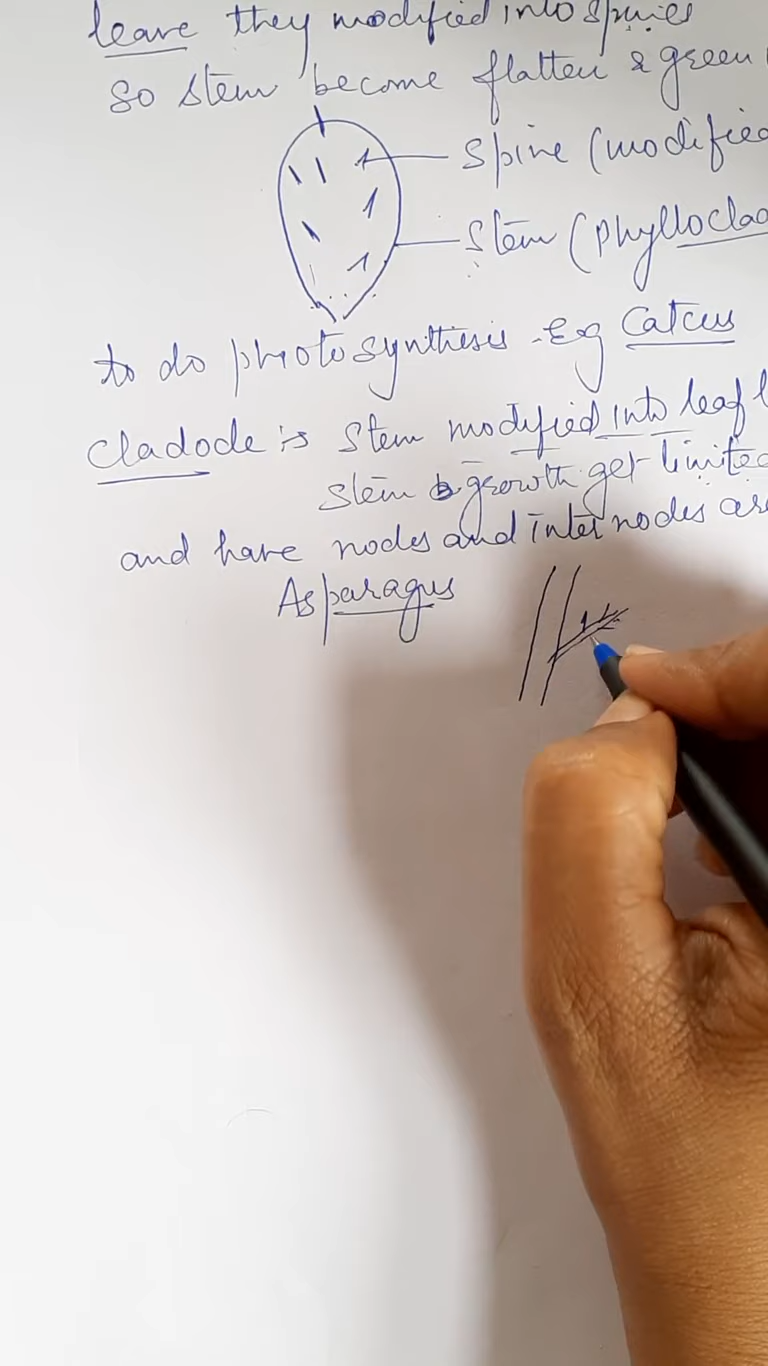 leave they modified into spines
so stem become flatten & green
Spine (modified
Stem (phylloclad
to do photosynthesis .Eg Catcus
Cladode is stem modified into leaf l
stem growth get limited
and have nodes and internodes are
Asparagus